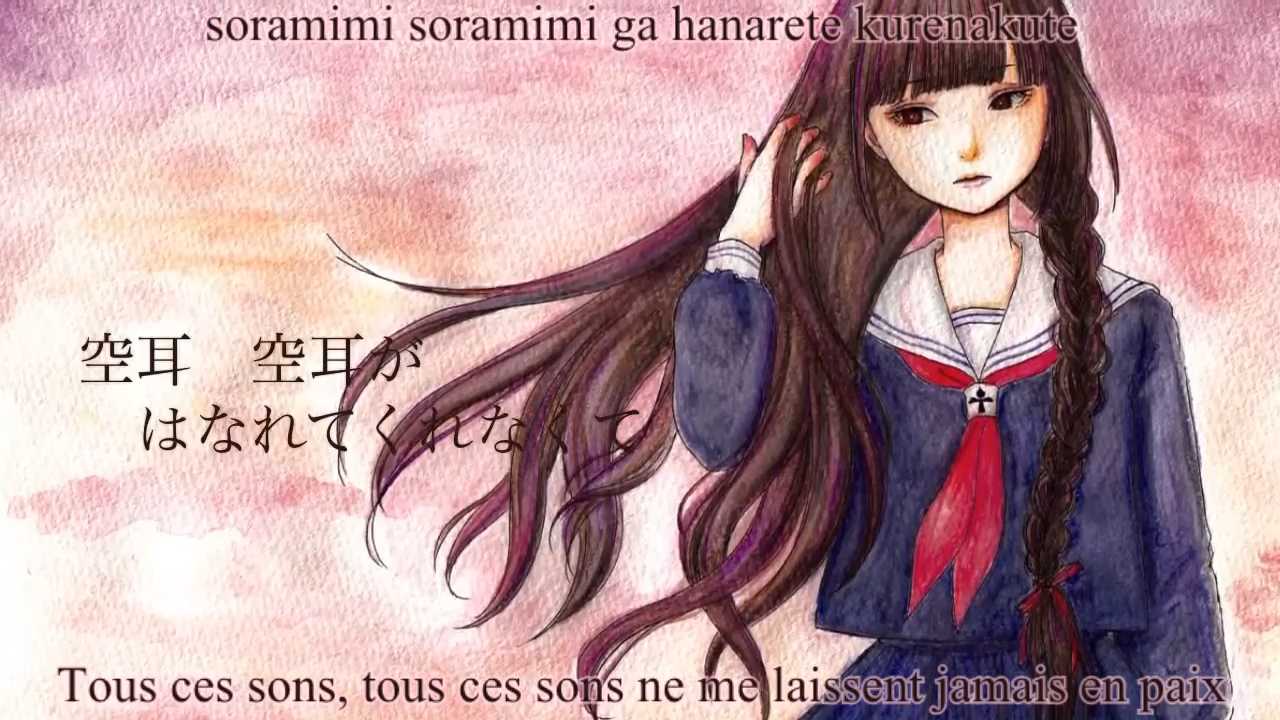 soramimi soramimi ga hanarete kurenakute
空耳　空耳が
はなれてくれなくて
Tous ces sons, tous ces sons ne me laissent jamais en paix